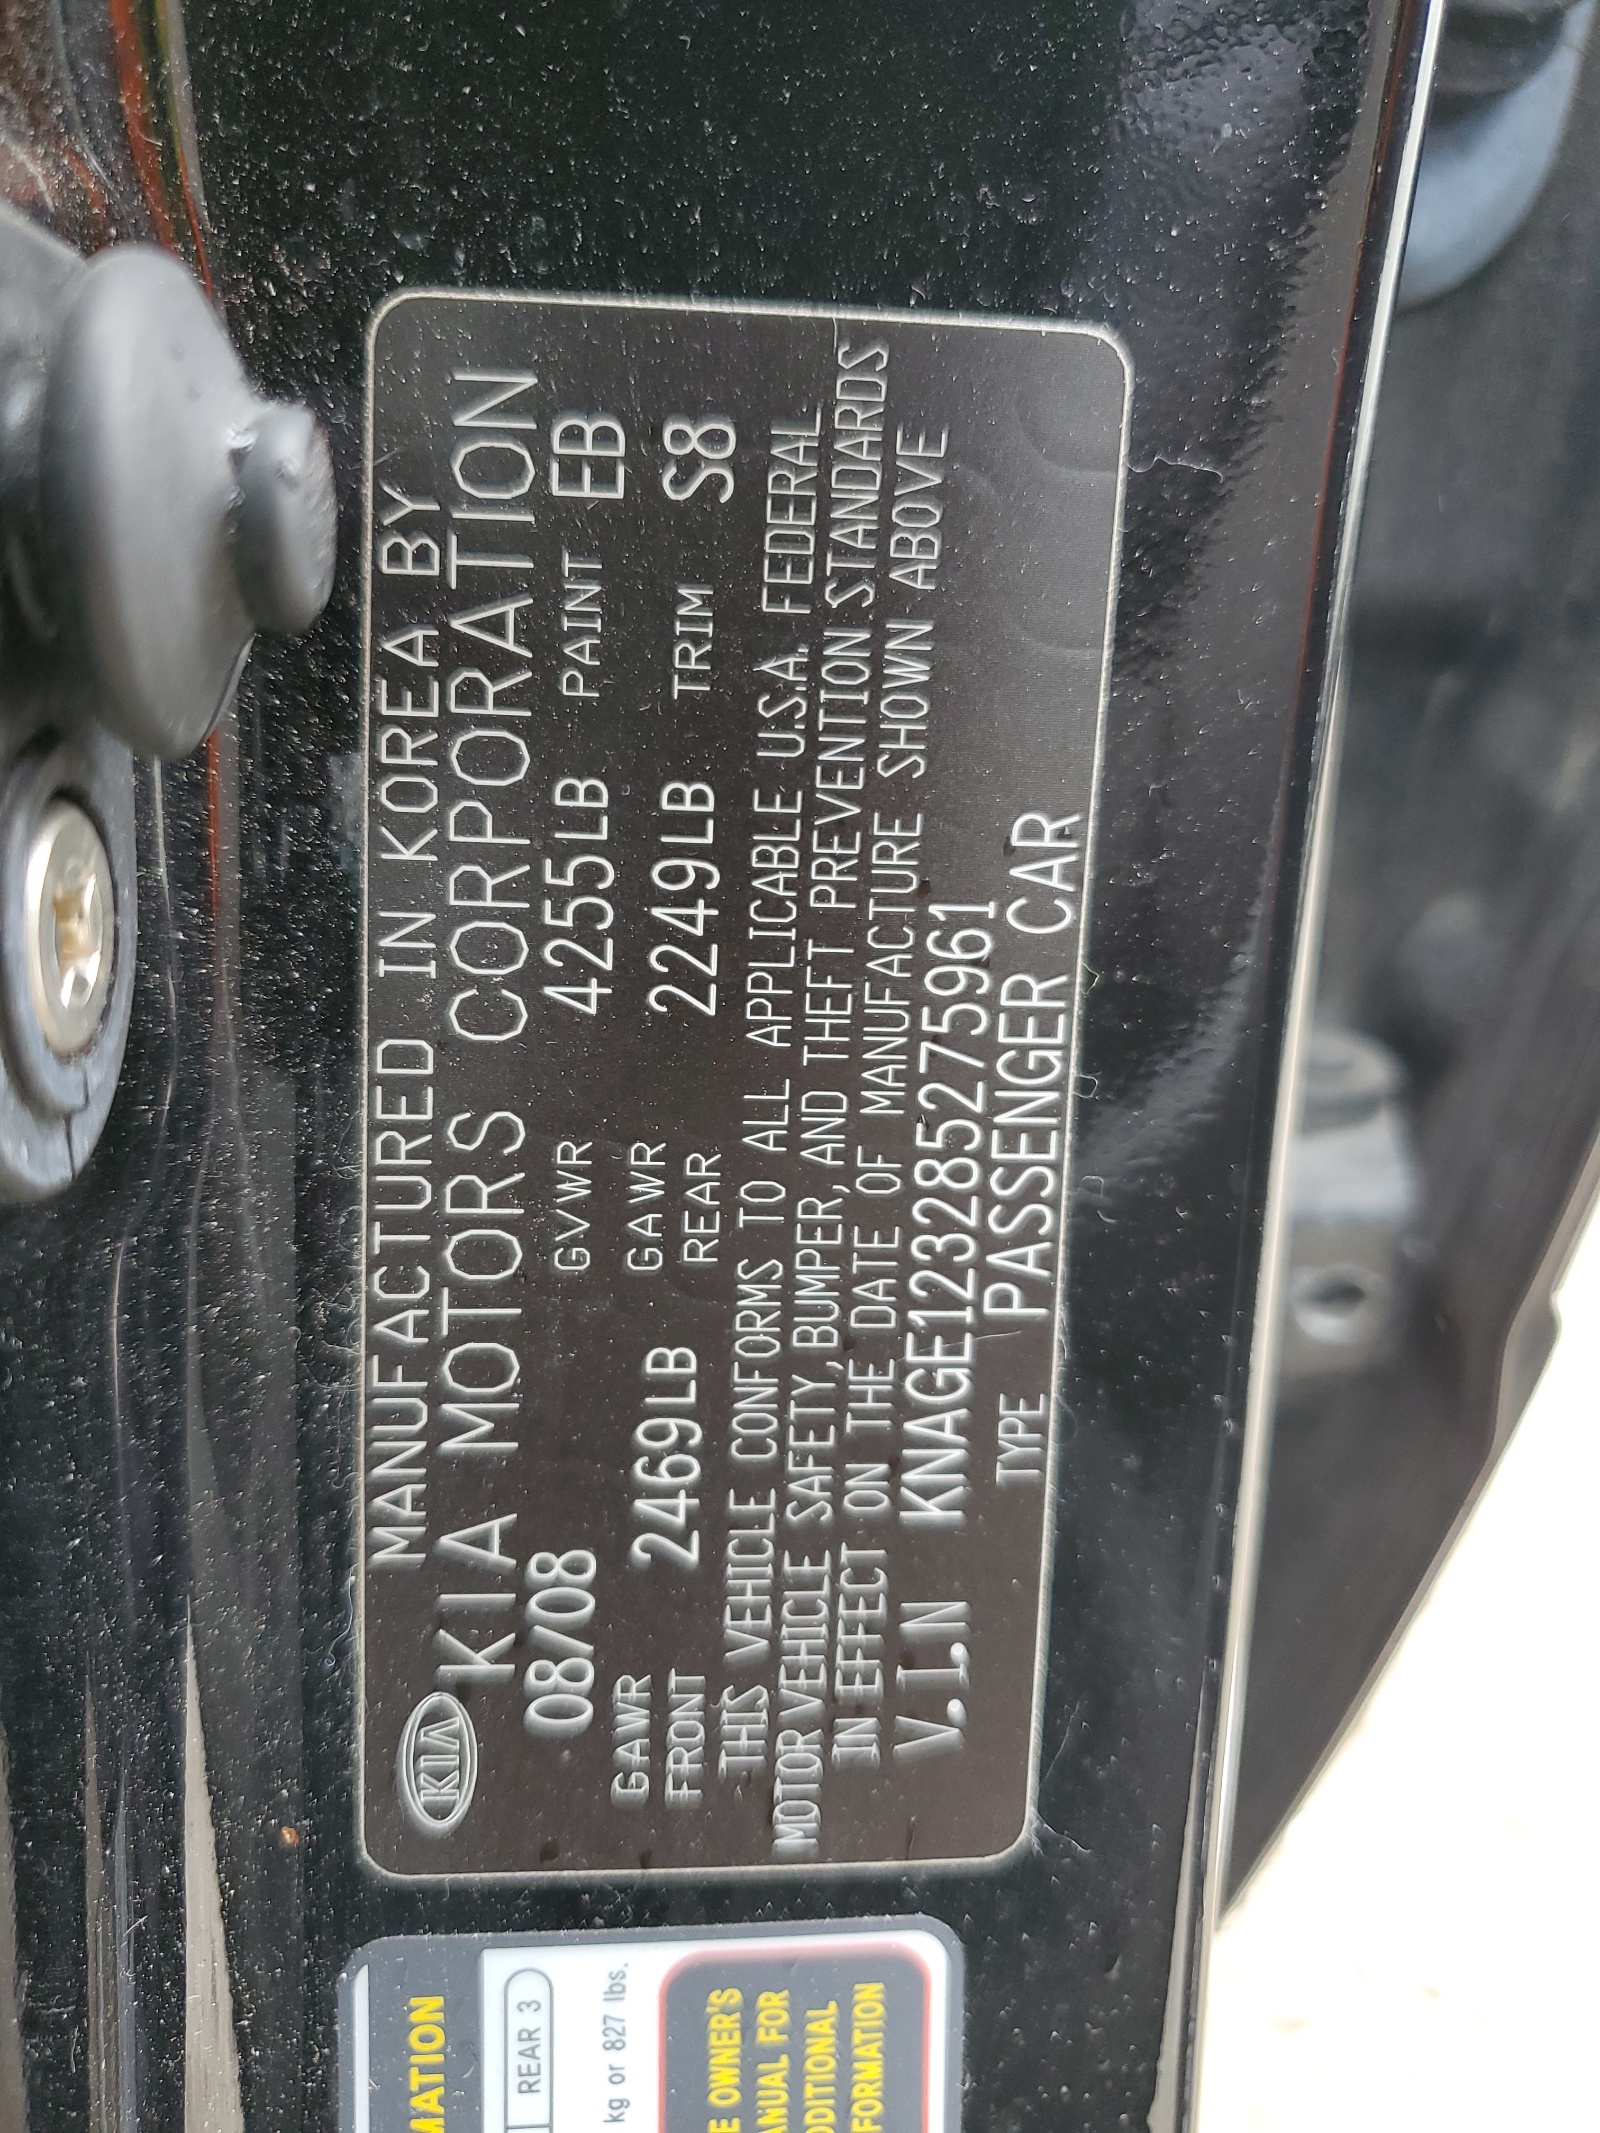 KIA
MANUFACTURED IN KOREA BY
KIA MOTORS CORPORATION
08/08 GVWR 4255LB PAINT EB
GAWR FRONT 2469LB GAWR REAR 2249LB TRIM S8
THIS VEHICLE CONFORMS TO ALL APPLICABLE U.S.A. FEDERAL
MOTOR VEHICLE SAFETY, BUMPER, AND THEFT PREVENTION STANDARDS
IN EFFECT ON THE DATE OF MANUFACTURE SHOWN ABOVE
V.I.N KNAGE123285275961
TYPE PASSENGER CAR
MATION
REAR 3
kg or 827 lbs.
E OWNER'S
ANUAL FOR
DDITIONAL
FORMATION